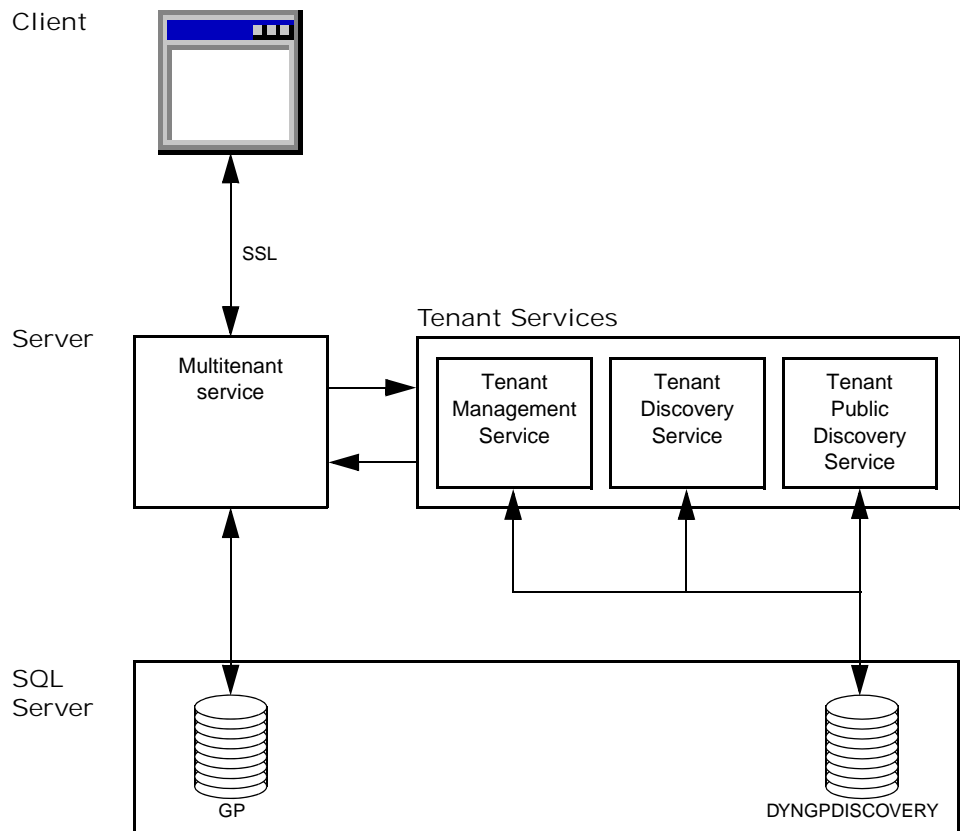 Client
SSL
Server
Tenant Services
Multitenant
service
Tenant
Management
Service
Tenant
Discovery
Service
Tenant
Public
Discovery
Service
SQL
Server
GP
DYNGPDISCOVERY